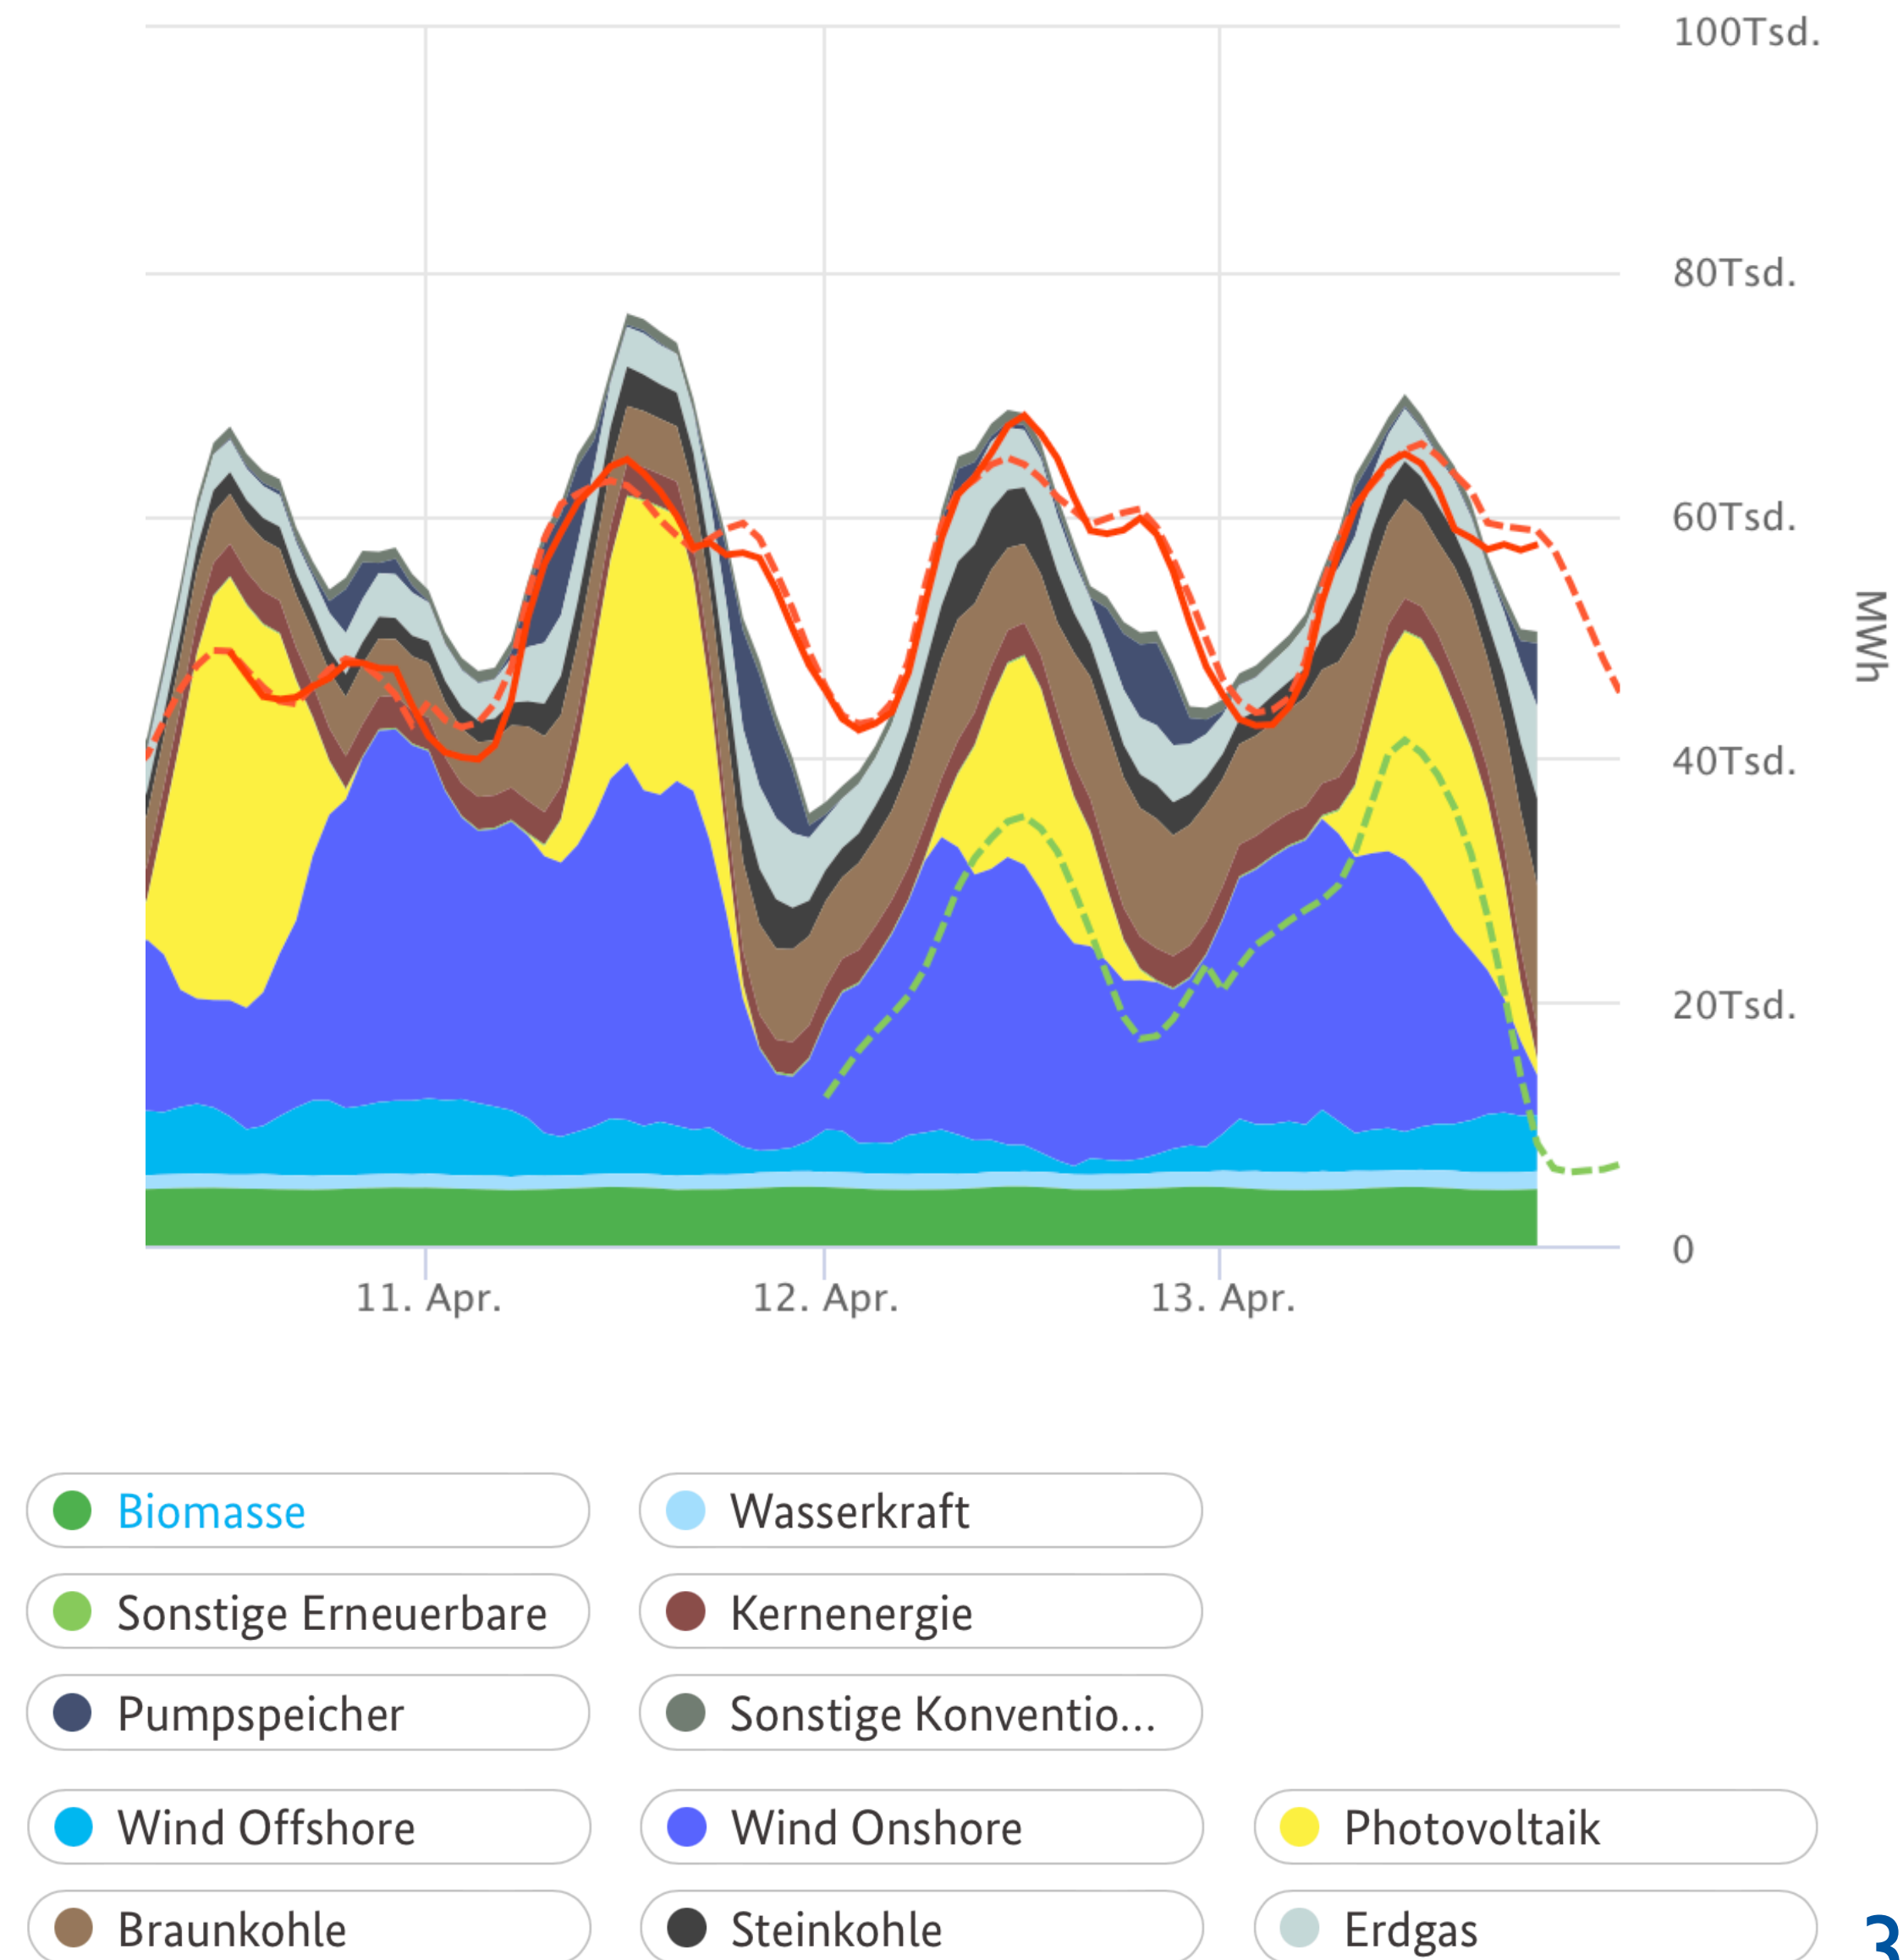 100Tsd.
80Tsd.
60Tsd.
MWh
40Tsd.
20Tsd.
0
11. Apr.
12. Apr.
13. Apr.
Biomasse
Wasserkraft
Sonstige Erneuerbare
Kernenergie
Pumpspeicher
Sonstige Konventio...
Wind Offshore
Wind Onshore
Photovoltaik
Braunkohle
Steinkohle
Erdgas
3